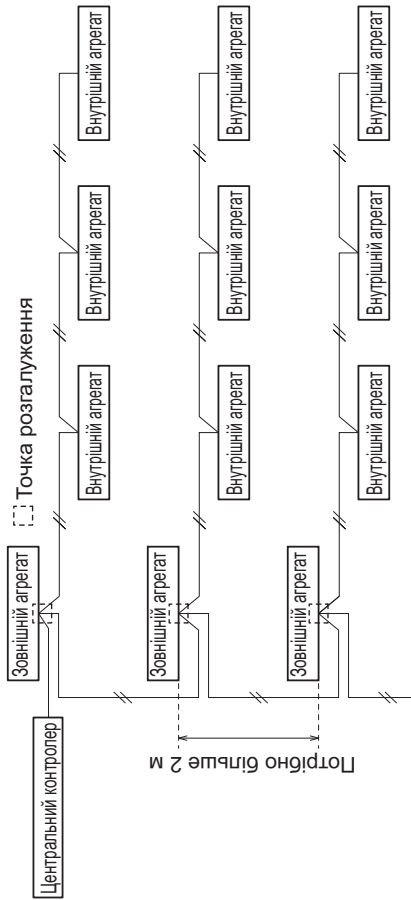 Точка розгалуження
Центральний контролер
Зовнішній агрегат
Внутрішній агрегат
Внутрішній агрегат
Внутрішній агрегат
Зовнішній агрегат
Внутрішній агрегат
Внутрішній агрегат
Внутрішній агрегат
Зовнішній агрегат
Внутрішній агрегат
Внутрішній агрегат
Внутрішній агрегат
Потрібно більше 2 м